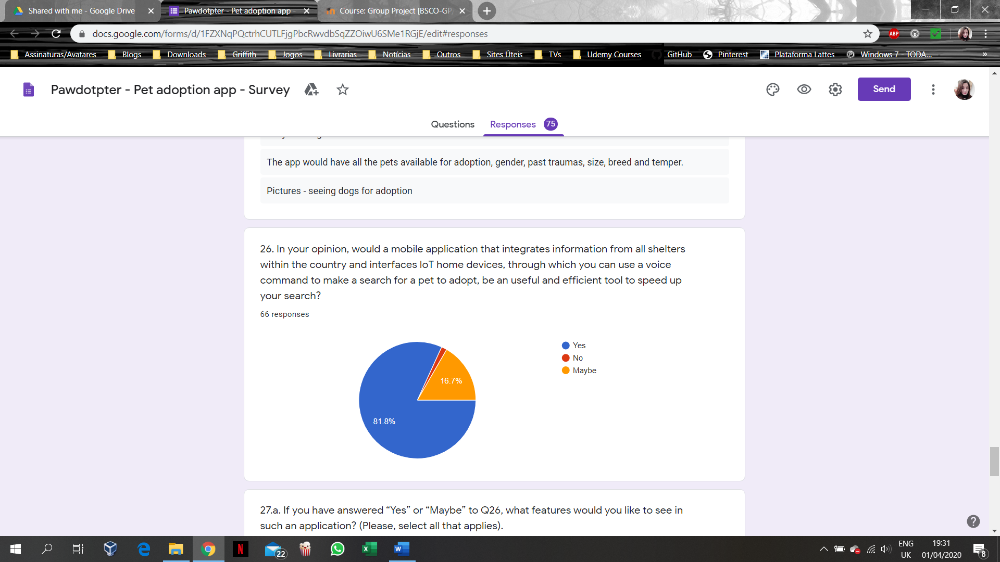 Shared with me - Google Drive
Pawdotpter - Pet adoption app -
Course: Group Project [BSCO-GP
docs.google.com/forms/d/1FZXNqPQctrhCUTLFjgPbcRwvdbSqZZOiwU6SMe1RGjE/edit#responses
ABP
Assinaturas/Avatares
Blogs
Downloads
Griffith
Jogos
Livrarias
Notícias
Outros
Sites Úteis
TVs
Udemy Courses
GitHub
Pinterest
Plataforma Lattes
Windows 7 - TODA...
»
Pawdotpter - Pet adoption app - Survey
Send
Questions
Responses 75
The app would have all the pets available for adoption, gender, past traumas, size, breed and temper.
Pictures - seeing dogs for adoption
26. In your opinion, would a mobile application that integrates information from all shelters
within the country and interfaces IoT home devices, through which you can use a voice
command to make a search for a pet to adopt, be an useful and efficient tool to speed up
your search?
66 responses
Yes
No
Maybe
16.7%
81.8%
27.a. If you have answered “Yes” or “Maybe” to Q26, what features would you like to see in
such an application? (Please, select all that applies).
22
ENG
UK
19:31
01/04/2020
8